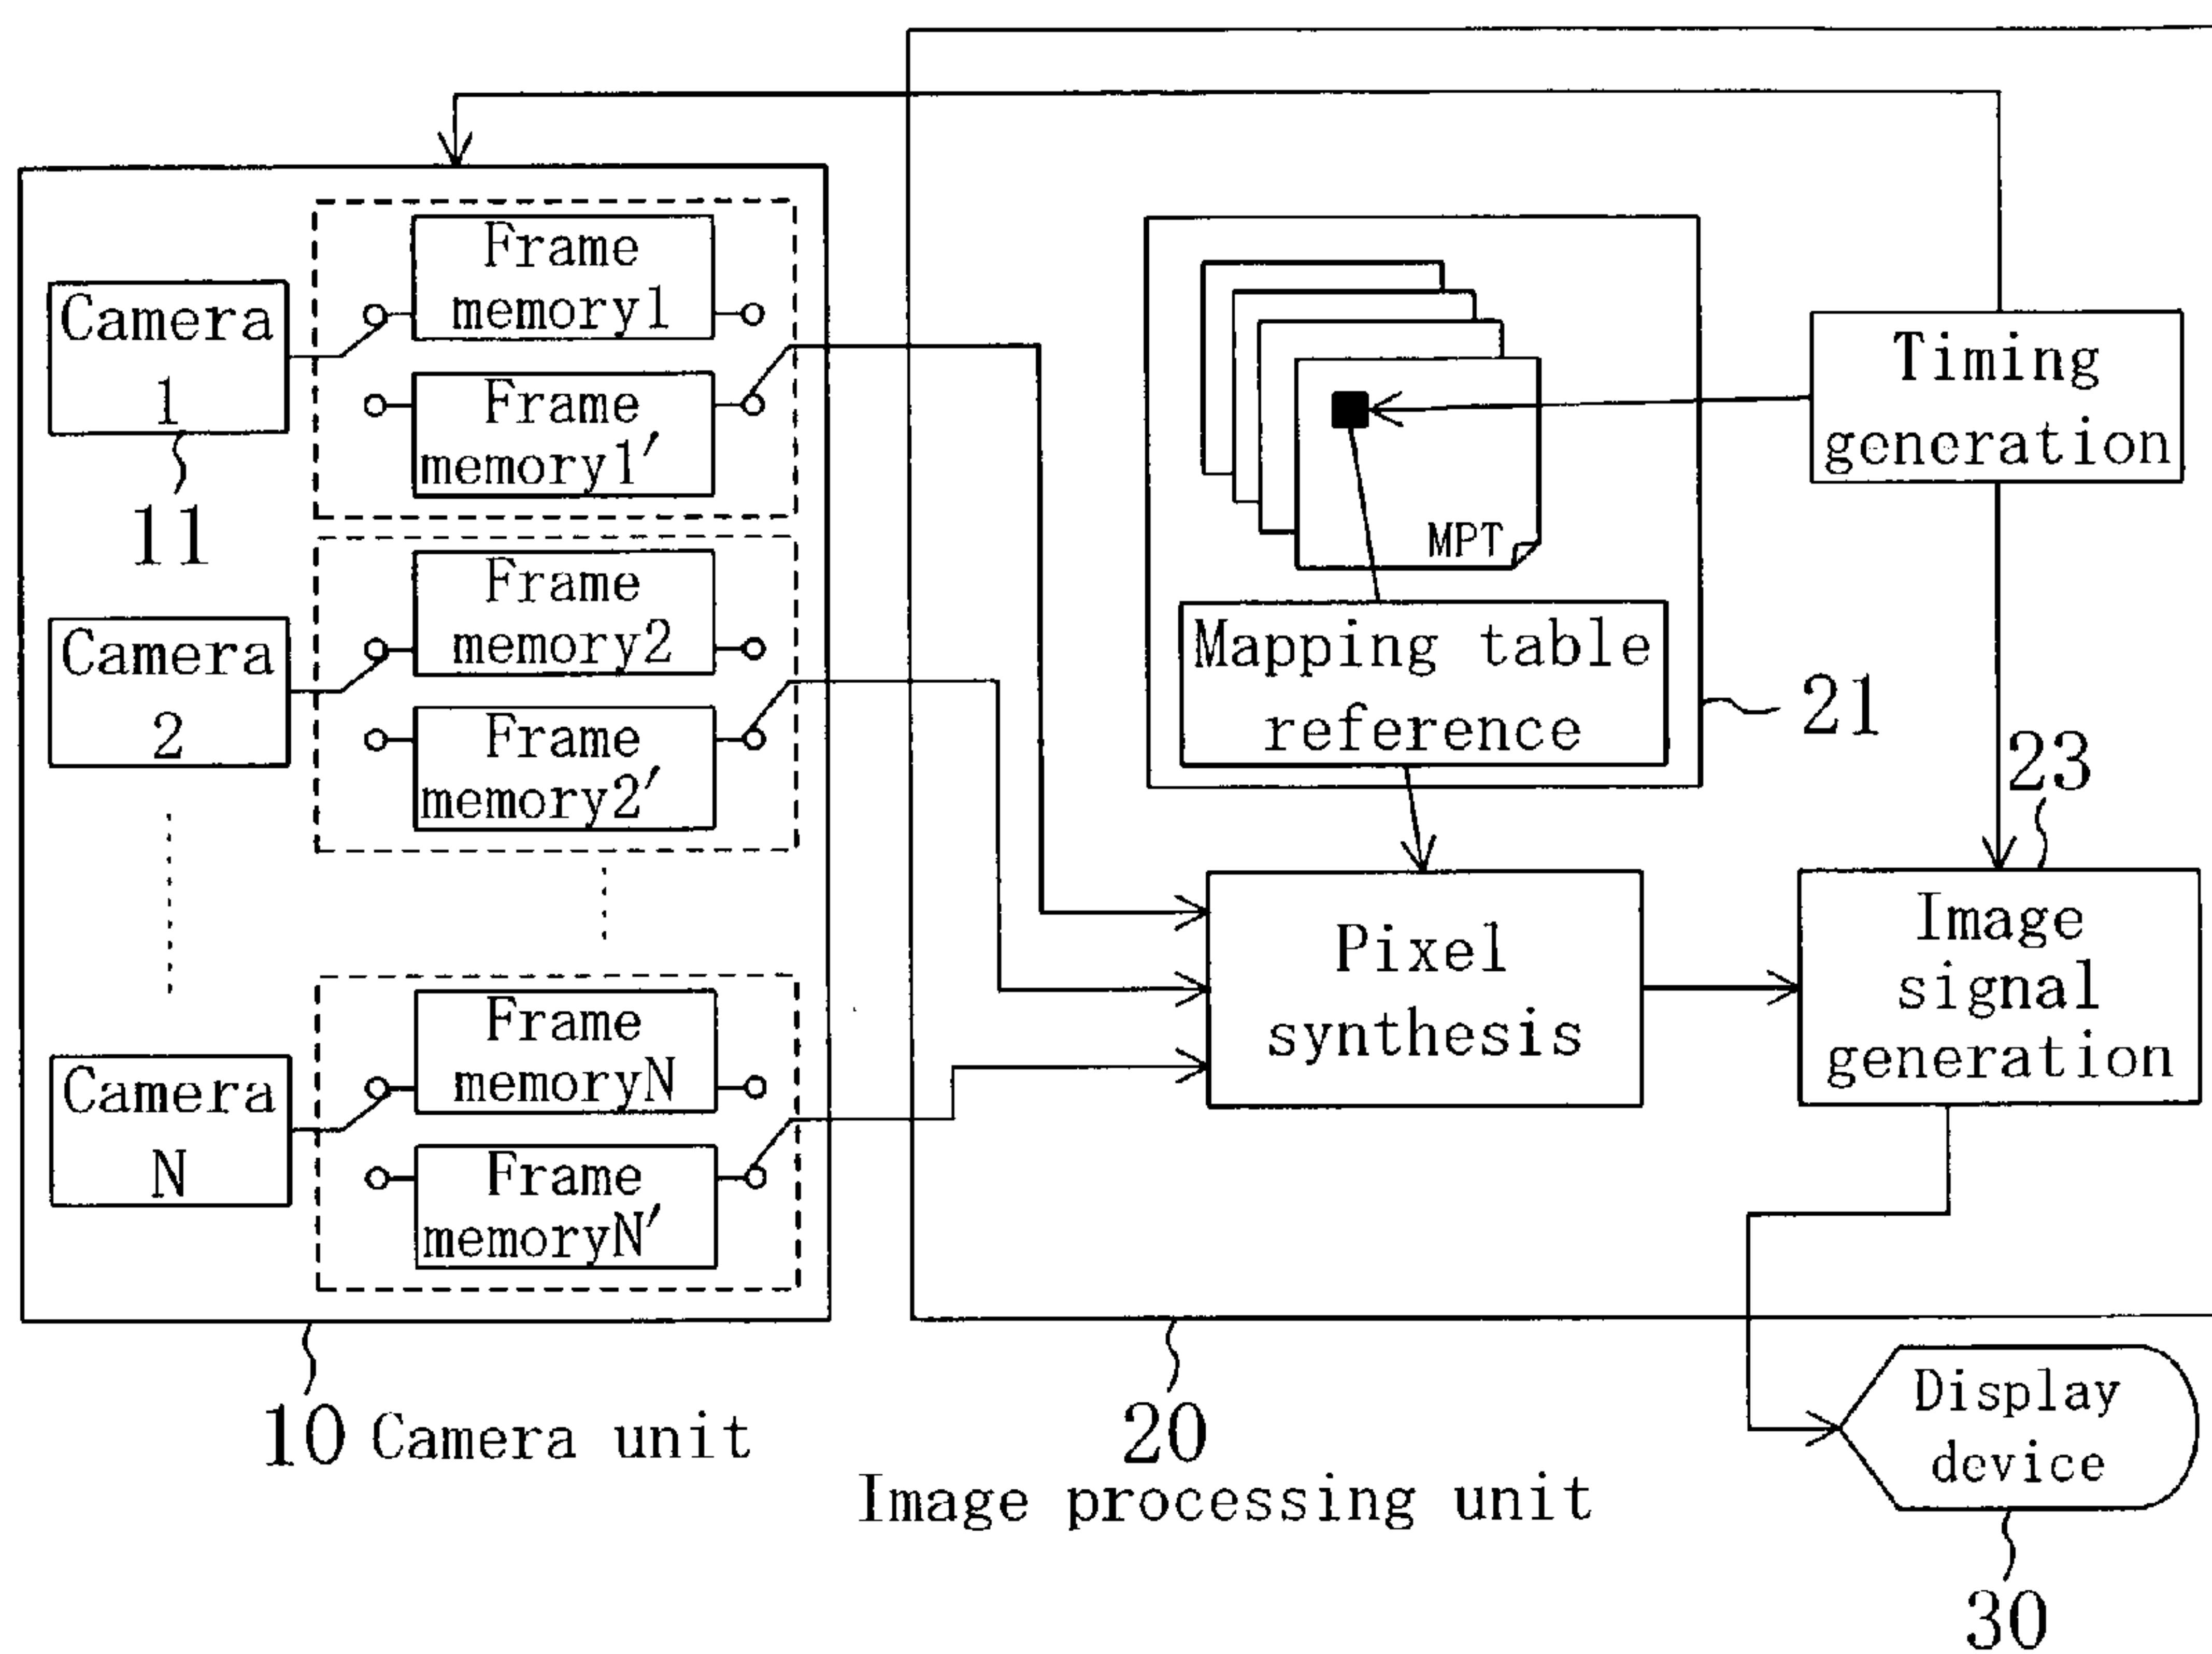 Camera
1
11
Frame
memory1
Frame
memory1′
Camera
2
Frame
memory2
Frame
memory2′
Camera
N
Frame
memoryN
Frame
memoryN′
10 Camera unit
MPT
Mapping table
reference
21
Timing
generation
23
Pixel
synthesis
Image
signal
generation
20
Image processing unit
Display
device
30